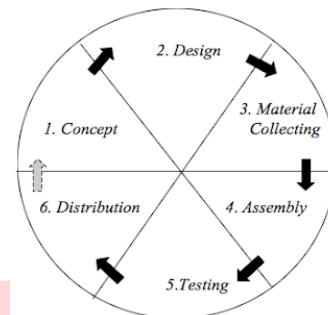 2. Design
3. Material
Collecting
1. Concept
6. Distribution
4. Assembly
5.Testing